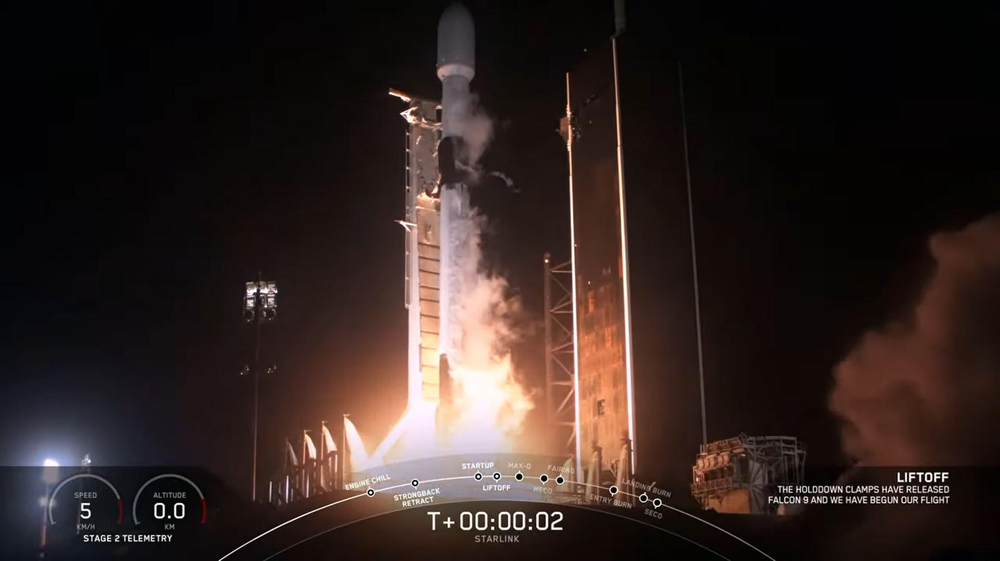 ENGINE CHILL
STRONGBACK
RETRACT
STARTUP
LIFTOFF
MAX-Q
MECO
FAIRING
ENTRY BURN
LANDING BURN
SECO
SPEED
5
KM/H
ALTITUDE
0.0
KM
STAGE 2 TELEMETRY
T+00:00:02
STARLINK
LIFTOFF
THE HOLDDOWN CLAMPS HAVE RELEASED
FALCON 9 AND WE HAVE BEGUN OUR FLIGHT